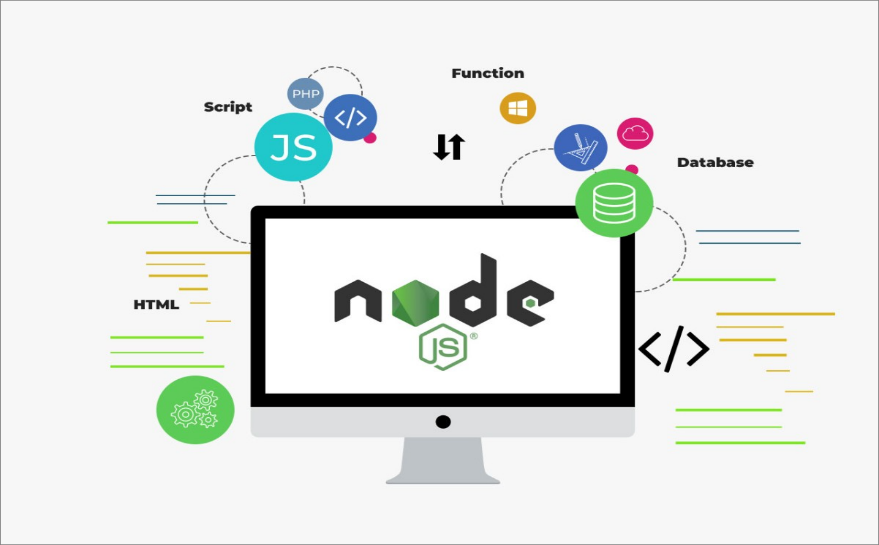 Function
PHP
Script
</>
JS
Database
node
JS®
HTML
</>